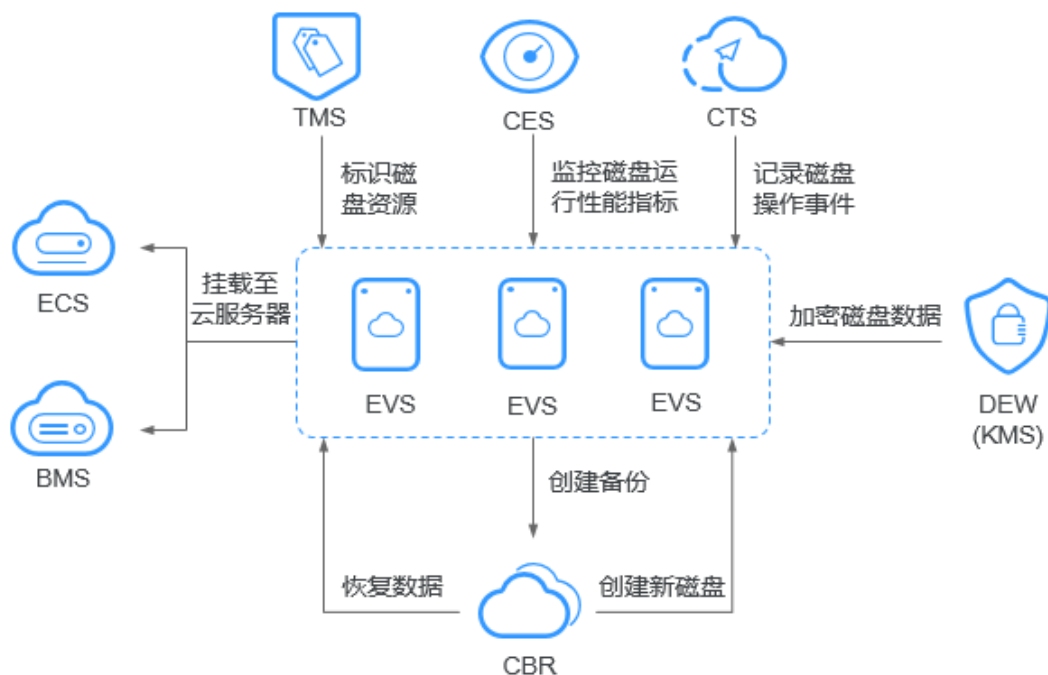 TMS
CES
CTS
标识磁
盘资源
监控磁盘运
行性能指标
记录磁盘
操作事件
ECS
挂载至
云服务器
BMS
EVS
EVS
EVS
加密磁盘数据
DEW
(KMS)
创建备份
恢复数据
创建新磁盘
CBR